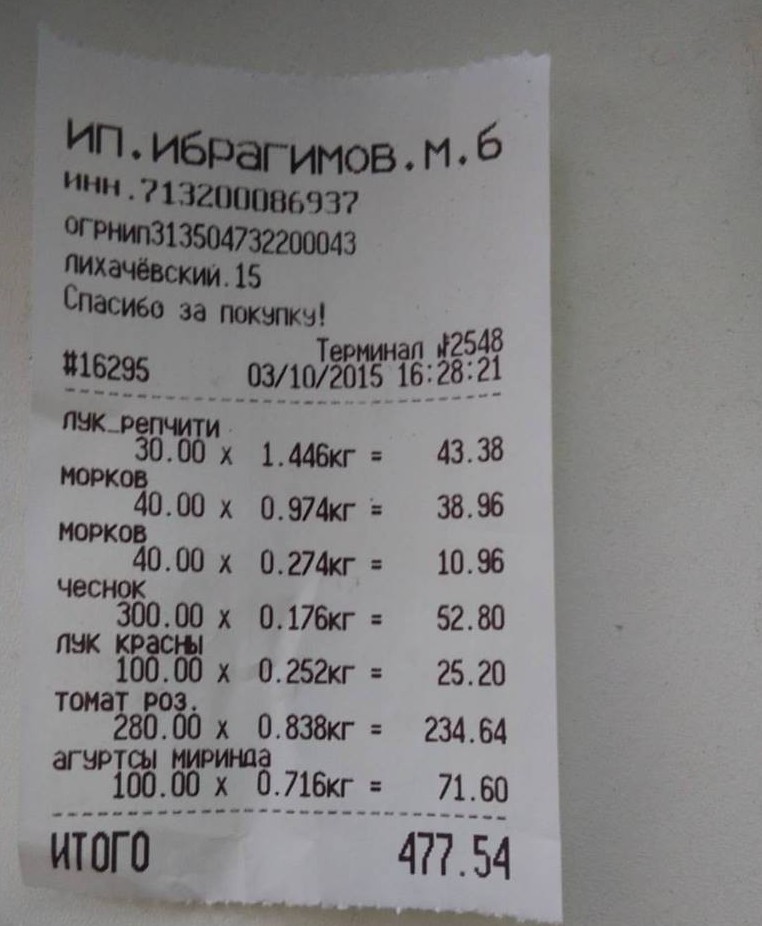 ИП.ИбРагИМОВ.М.б
ИНН.713200086937
ОГРНИП313504732200043
лихачёвский.15
Спасибо за покупку!
Терминал №2548
#16295 03/10/2015 16:28:21
ЛУК_РЕПЧИТИ
30.00 x 1.446кг = 43.38
МОРКОВ
40.00 x 0.974кг = 38.96
МОРКОВ
40.00 x 0.274кг = 10.96
ЧЕСНОК
300.00 x 0.176кг = 52.80
ЛУК КРАСНЫ
100.00 x 0.252кг = 25.20
ТОМАТ РОЗ.
280.00 x 0.838кг = 234.64
АГУРТСЫ МИРИНДА
100.00 x 0.716кг = 71.60
ИТОГО 477.54